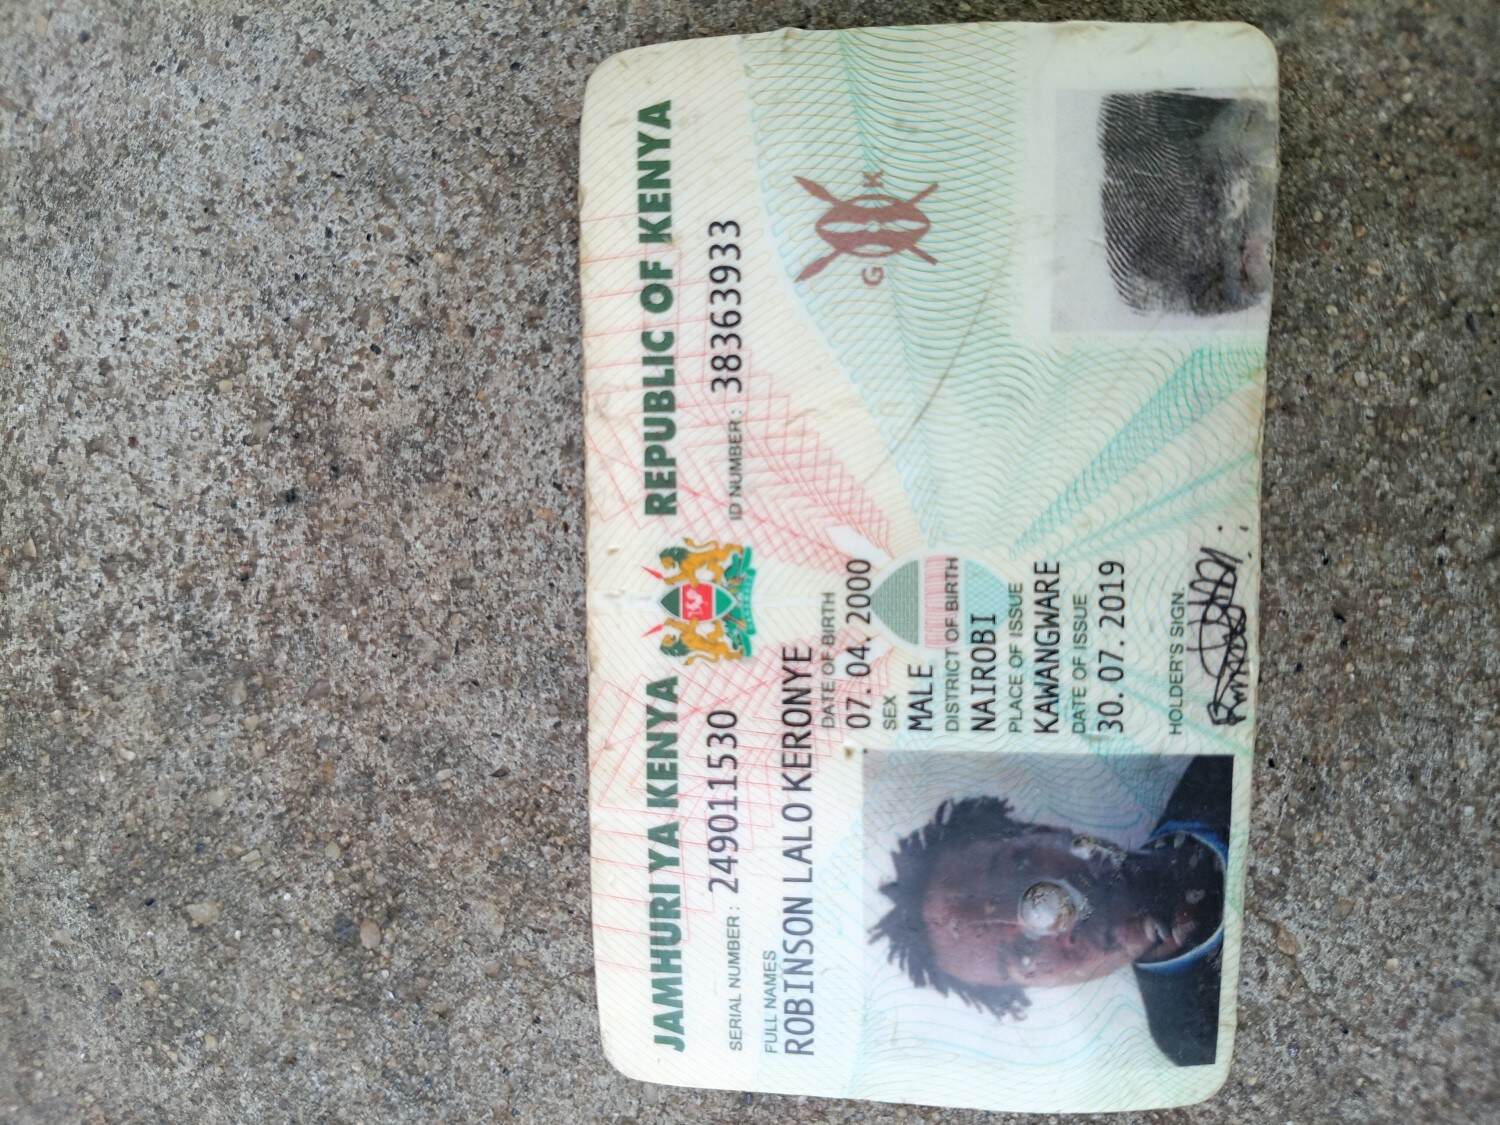 JAMHURI YA KENYA REPUBLIC OF KENYA
SERIAL NUMBER: 249011530 ID NUMBER: 38363933
FULL NAMES
ROBINSON LALO KERONYE
DATE OF BIRTH
07.04.2000
SEX
MALE
DISTRICT OF BIRTH
NAIROBI
PLACE OF ISSUE
KAWANGWARE
DATE OF ISSUE
30.07.2019
HOLDER'S SIGN.
G K